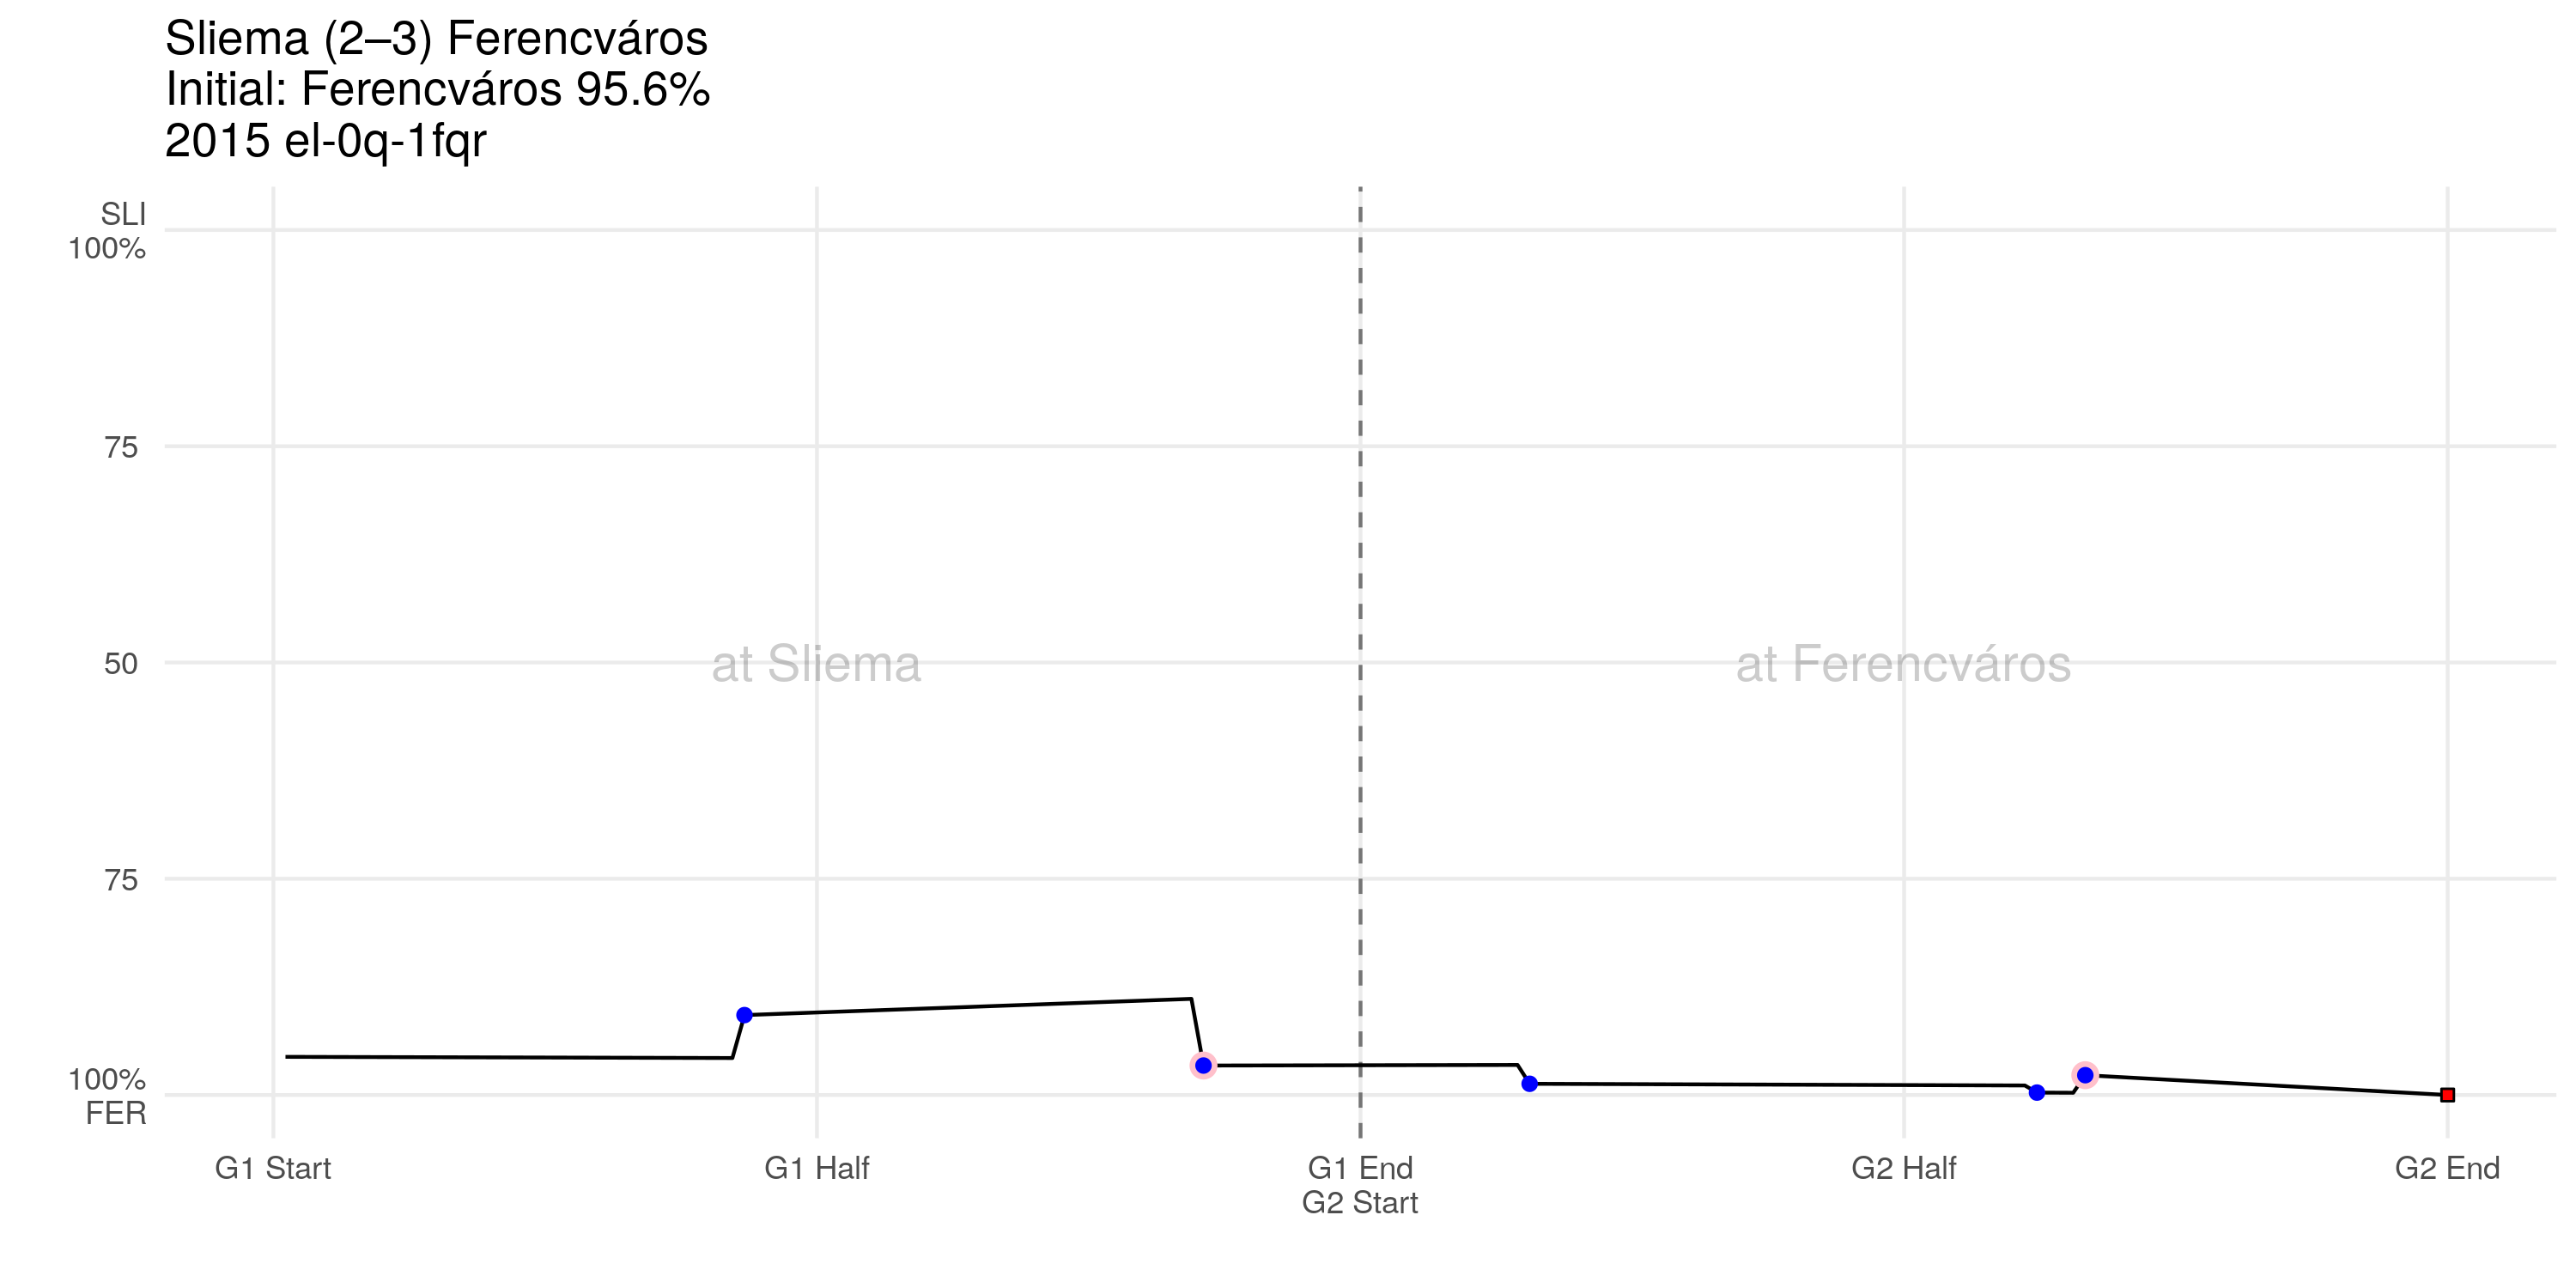 Sliema (2–3) Ferencváros
Initial: Ferencváros 95.6%
2015 el-0q-1fqr
SLI
100%
75
50
75
100%
FER
at Sliema
at Ferencváros
G1 Start
G1 Half
G1 End
G2 Start
G2 Half
G2 End